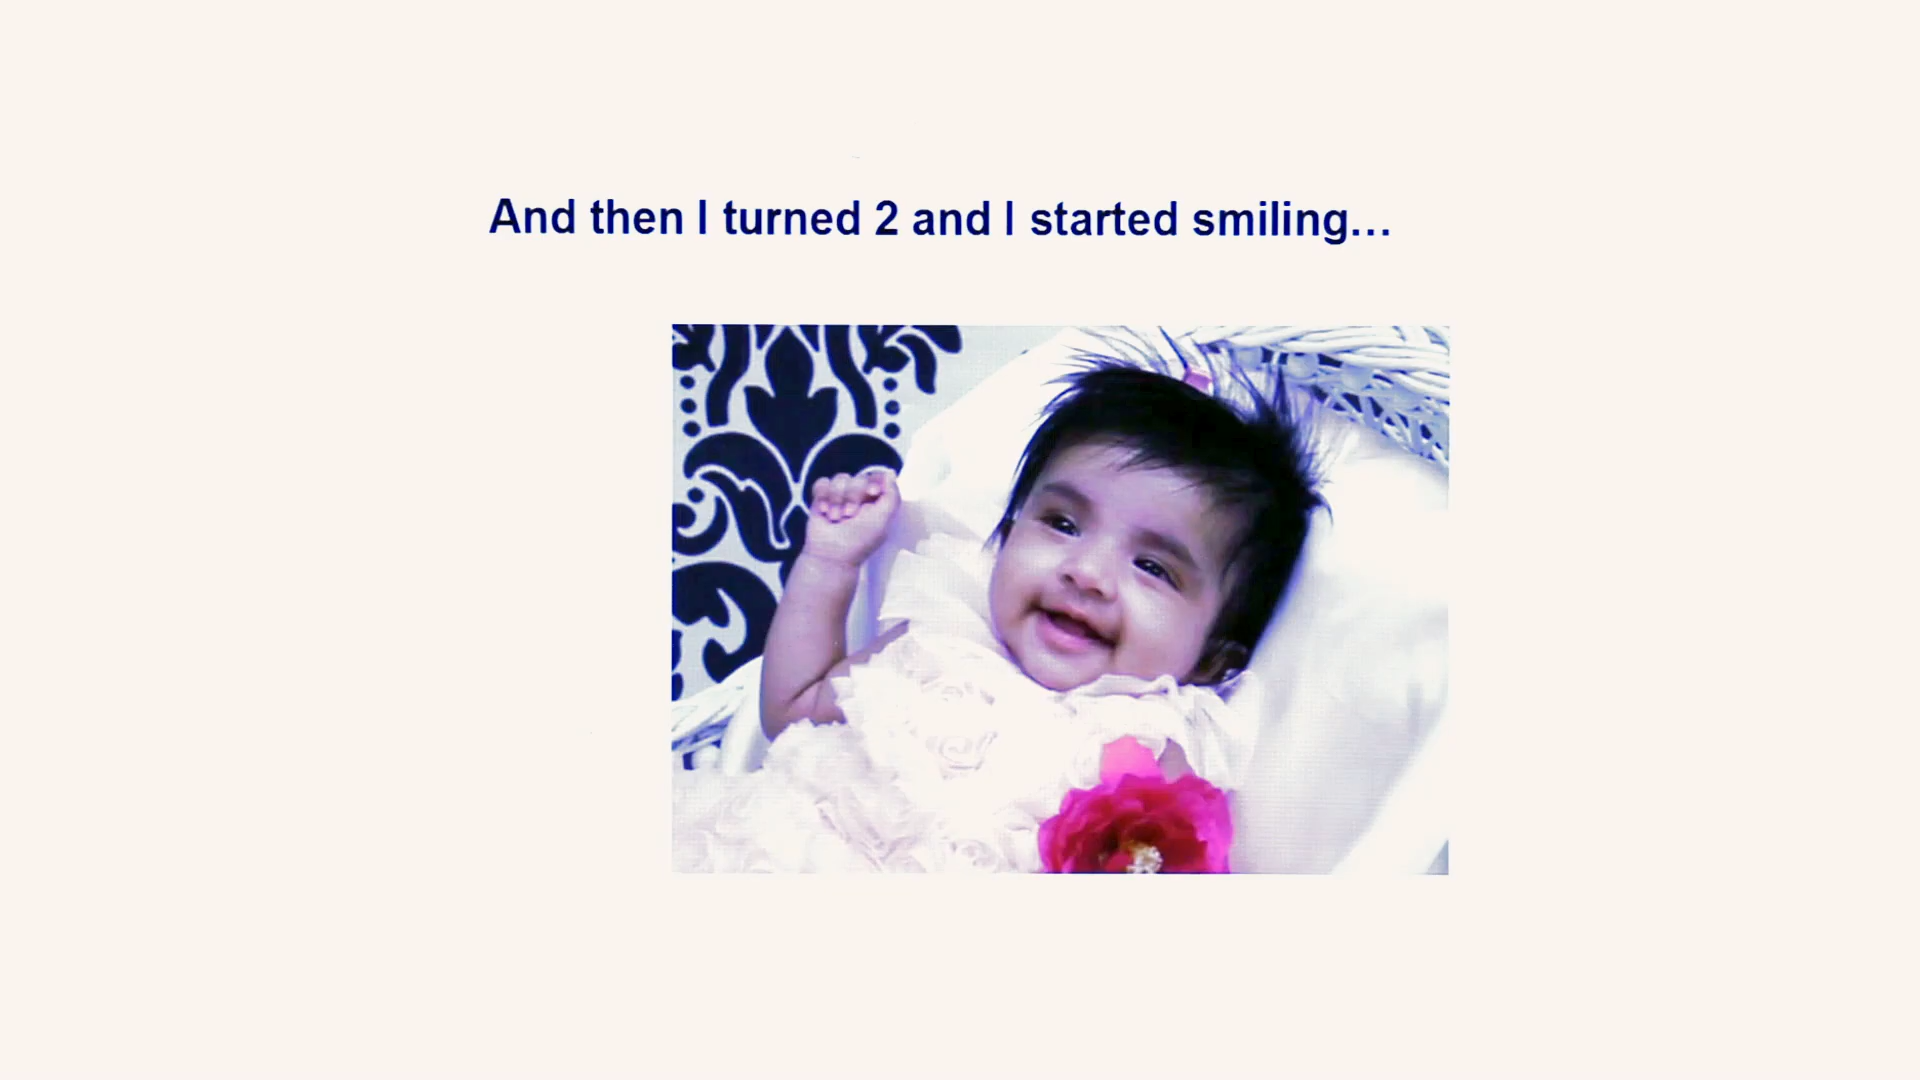 And then I turned 2 and I started smiling...